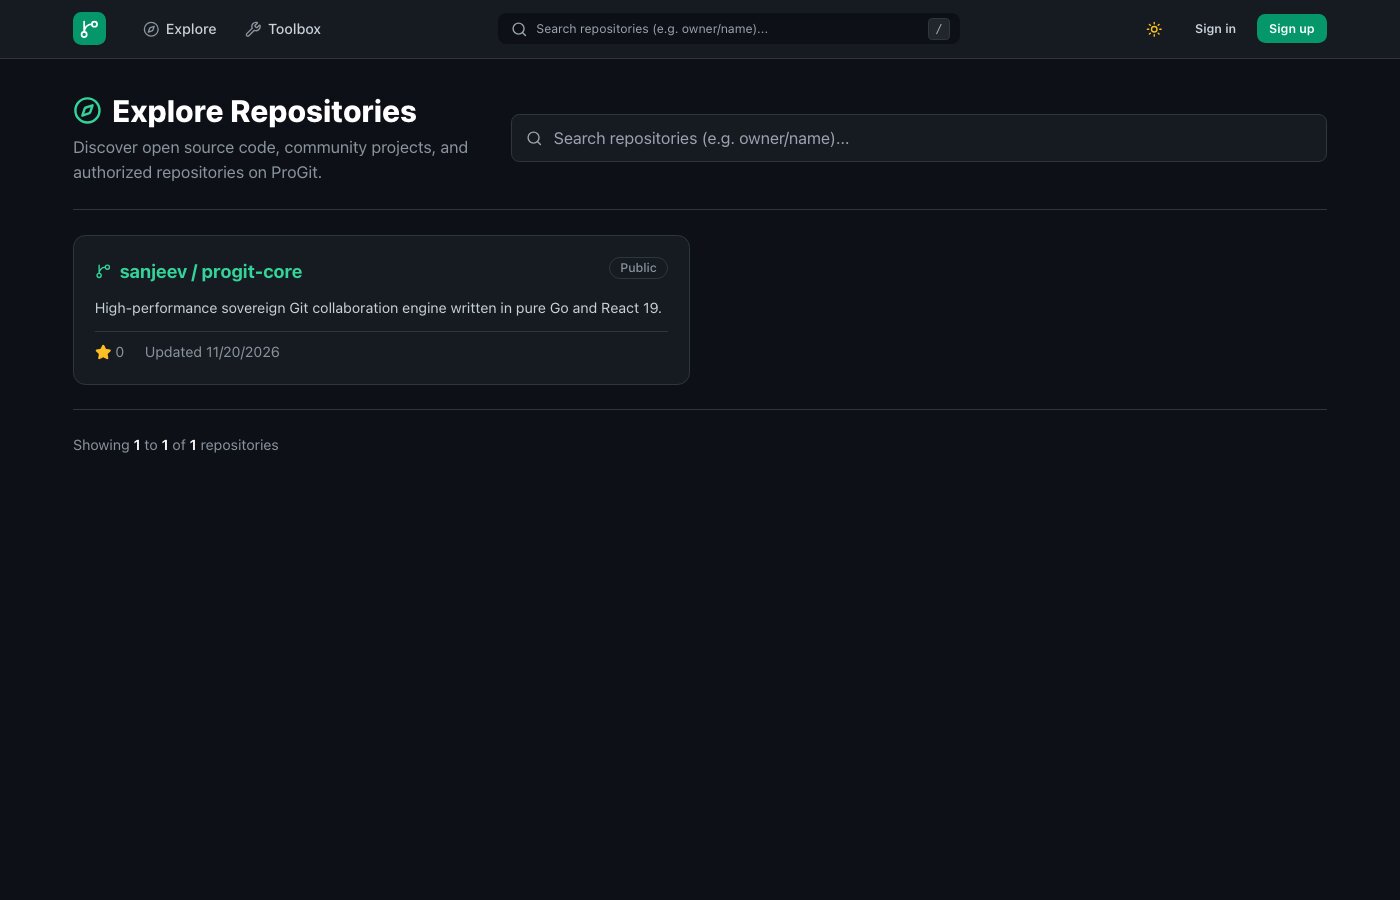 Explore
Toolbox
Search repositories (e.g. owner/name)...
/
Sign in
Sign up
Explore Repositories
Discover open source code, community projects, and
authorized repositories on ProGit.
Search repositories (e.g. owner/name)...
sanjeev / progit-core
Public
High-performance sovereign Git collaboration engine written in pure Go and React 19.
0
Updated 11/20/2026
Showing 1 to 1 of 1 repositories